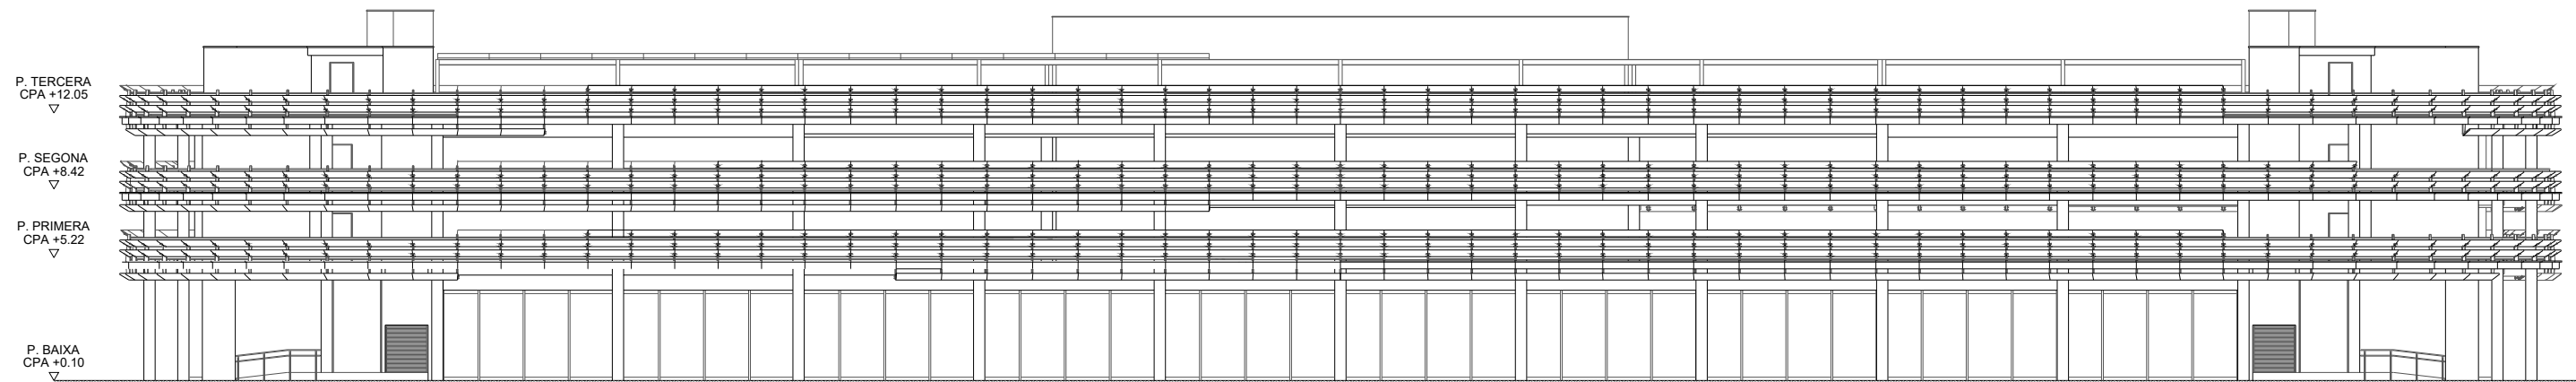 P. TERCERA
CPA +12.05
P. SEGONA
CPA +8.42
P. PRIMERA
CPA +5.22
P. BAIXA
CPA +0.10